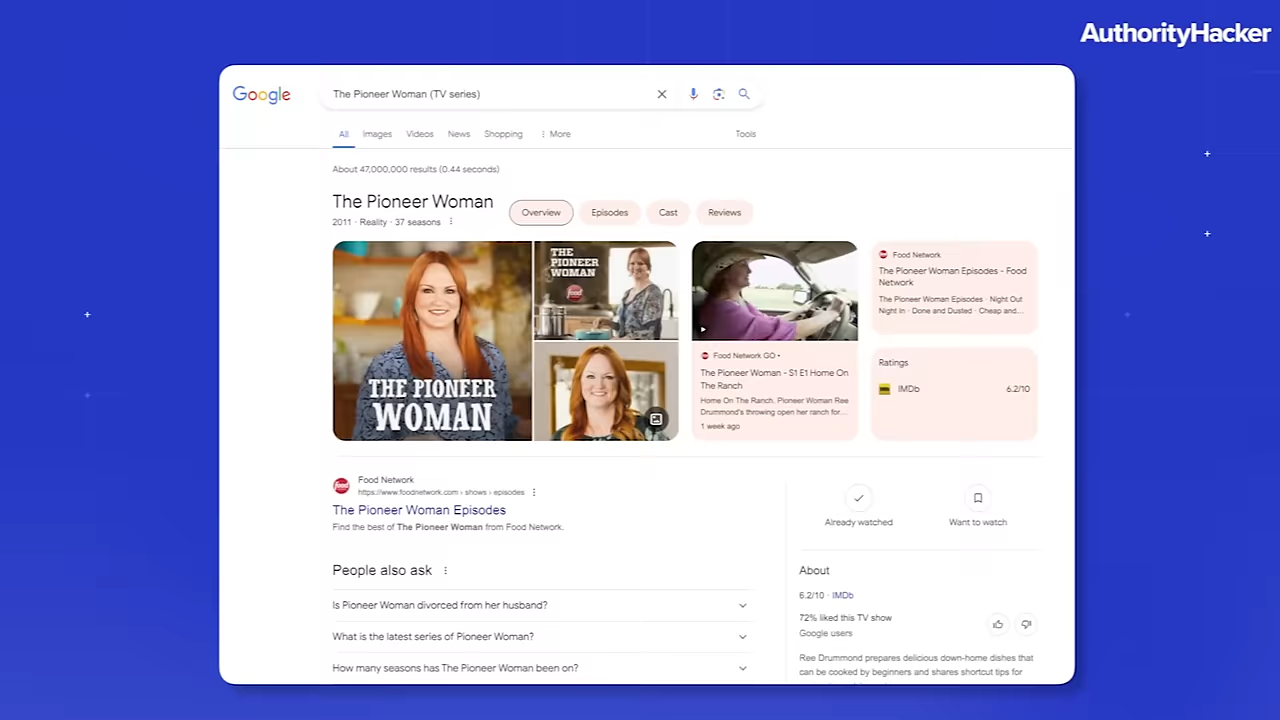 AuthorityHacker
Google
The Pioneer Woman (TV series)
All Images Videos News Shopping More Tools
About 47,000,000 results (0.44 seconds)
The Pioneer Woman
2011 · Reality · 37 seasons
Overview Episodes Cast Reviews
THE PIONEER
WOMAN
THE
PIONEER
WOMAN
food
Food Network GO •
The Pioneer Woman - S1 E1 Home On
The Ranch
Home On The Ranch. Pioneer Woman Ree
Drummond's throwing open her ranch for...
1 week ago
Food Network
The Pioneer Woman Episodes - Food
Network
The Pioneer Woman Episodes · Night Out
Night In · Done and Dusted · Cheap and...
Ratings
IMDb 6.2/10
Food Network
https://www.foodnetwork.com › shows › episodes
The Pioneer Woman Episodes
Find the best of The Pioneer Woman from Food Network.
People also ask
Is Pioneer Woman divorced from her husband?
What is the latest series of Pioneer Woman?
How many seasons has The Pioneer Woman been on?
Already watched Want to watch
About
6.2/10 · IMDb
72% liked this TV show
Google users
Ree Drummond prepares delicious down-home dishes that
can be cooked by beginners and shares shortcut tips for